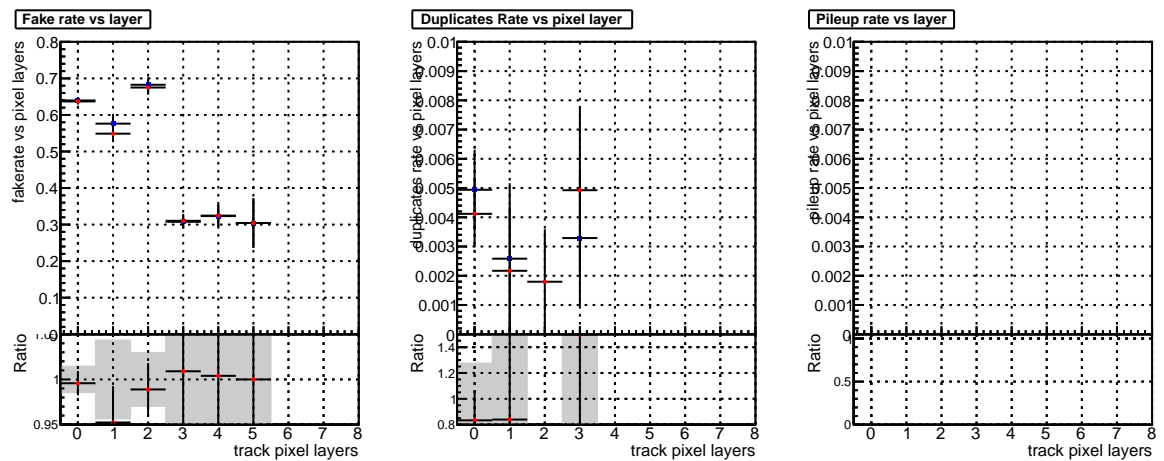 Fake rate vs layer
Duplicates Rate vs pixel layer
Pileup rate vs layer
fakerate vs pixel layers
0.8
0.7
0.6
0.5
0.4
0.3
0.2
0.1
0
Ratio
1
0.95
0 1 2 3 4 5 6 7 8
track pixel layers
duplicates rate vs pixel layers
0.01
0.009
0.008
0.007
0.006
0.005
0.004
0.003
0.002
0.001
0
Ratio
1.4
1.2
1
0.8
0 1 2 3 4 5 6 7 8
track pixel layers
pileup rate vs pixel layers
0.01
0.009
0.008
0.007
0.006
0.005
0.004
0.003
0.002
0.001
0
Ratio
1
0.5
0
0 1 2 3 4 5 6 7 8
track pixel layers